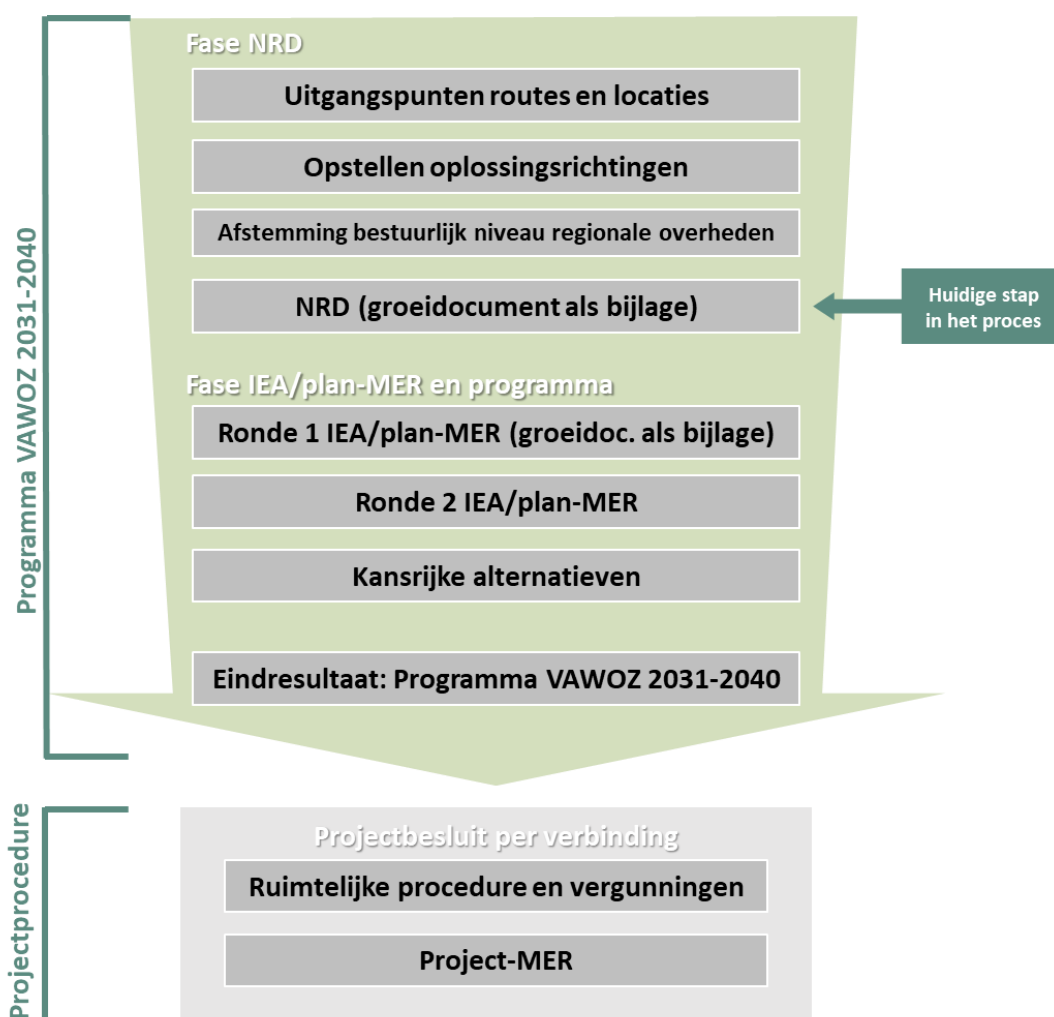 Programma VAWOZ 2031-2040
Fase NRD
Uitgangspunten routes en locaties
Opstellen oplossingsrichtingen
Afstemming bestuurlijk niveau regionale overheden
NRD (groeidocument als bijlage)
Huidige stap
in het proces
Fase IEA/plan-MER en programma
Ronde 1 IEA/plan-MER (groeidoc. als bijlage)
Ronde 2 IEA/plan-MER
Kansrijke alternatieven
Eindresultaat: Programma VAWOZ 2031-2040
Projectprocedure
Projectbesluit per verbinding
Ruimtelijke procedure en vergunningen
Project-MER